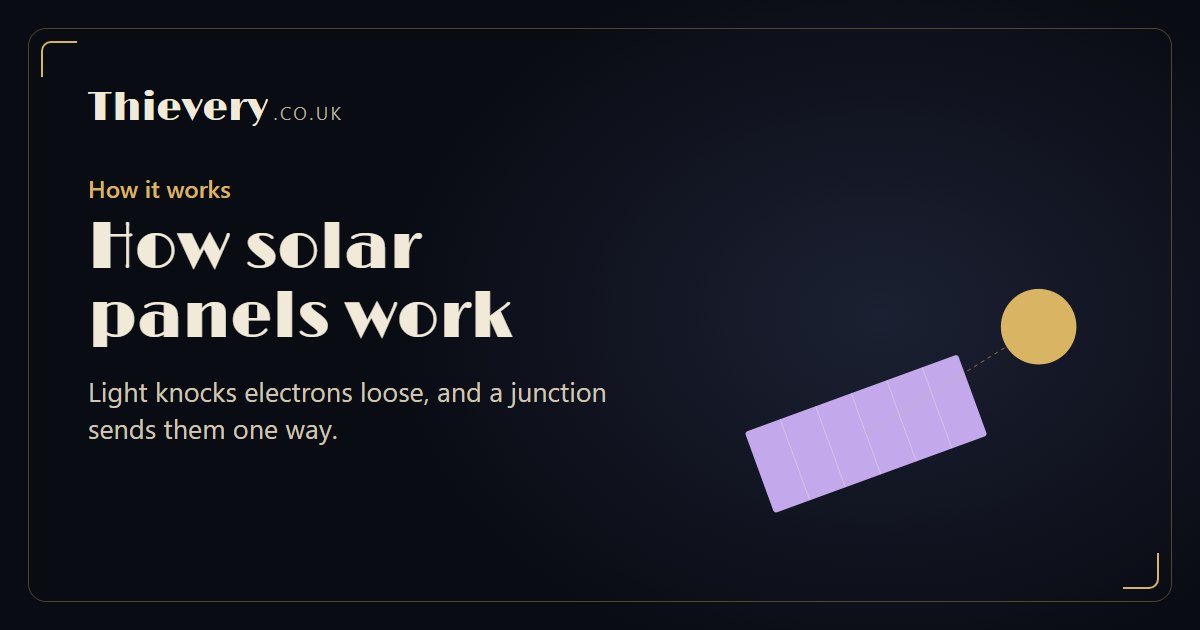 Thievery.CO.UK
How it works
How solar
panels work
Light knocks electrons loose, and a junction
sends them one way.